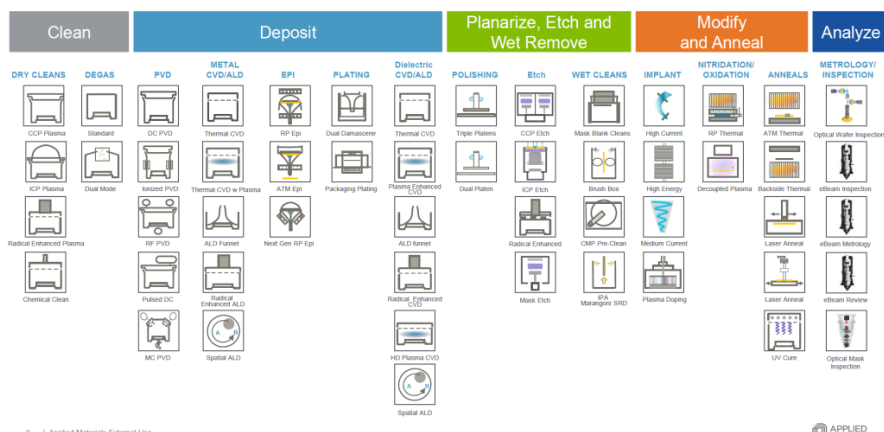 Clean
Deposit
Planarize, Etch and
Wet Remove
Modify
and Anneal
Analyze
DRY CLEANS
DEGAS
PVD
METAL
CVD/ALD
EPI
PLATING
Dielectric
CVD/ALD
POLISHING
Etch
WET CLEANS
IMPLANT
NITRIDATION/
OXIDATION
ANNEALS
METROLOGY/
INSPECTION
CCP Plasma
Standard
DC PVD
Thermal CVD
RP Epi
Dual Damascene
Thermal CVD
Triple Platens
CCP Etch
Mask Blank Cleans
High Current
RP Thermal
ATM Thermal
Optical Wafer Inspection
ICP Plasma
Dual Mode
Ionized PVD
Thermal CVD w Plasma
ATM Epi
Packaging Plating
Plasma Enhanced
CVD
Dual Platen
ICP Etch
Brush Box
High Energy
Decoupled Plasma
Backside Thermal
eBeam Inspection
Radical Enhanced Plasma
RF PVD
ALD Funnel
Next Gen RP Epi
ALD funnel
Radical Enhanced
CMP Pre-Clean
Medium Current
Laser Anneal
eBeam Metrology
Chemical Clean
Pulsed DC
Radical
Enhanced ALD
Radical Enhanced
CVD
Mask Etch
IPA
Marangoni SRD
Plasma Doping
Laser Anneal
eBeam Review
MC PVD
A
B
Spatial ALD
HD Plasma CVD
UV Cure
Optical Mask
Inspection
A
B
Spatial ALD
Applied Materials External Use
APPLIED